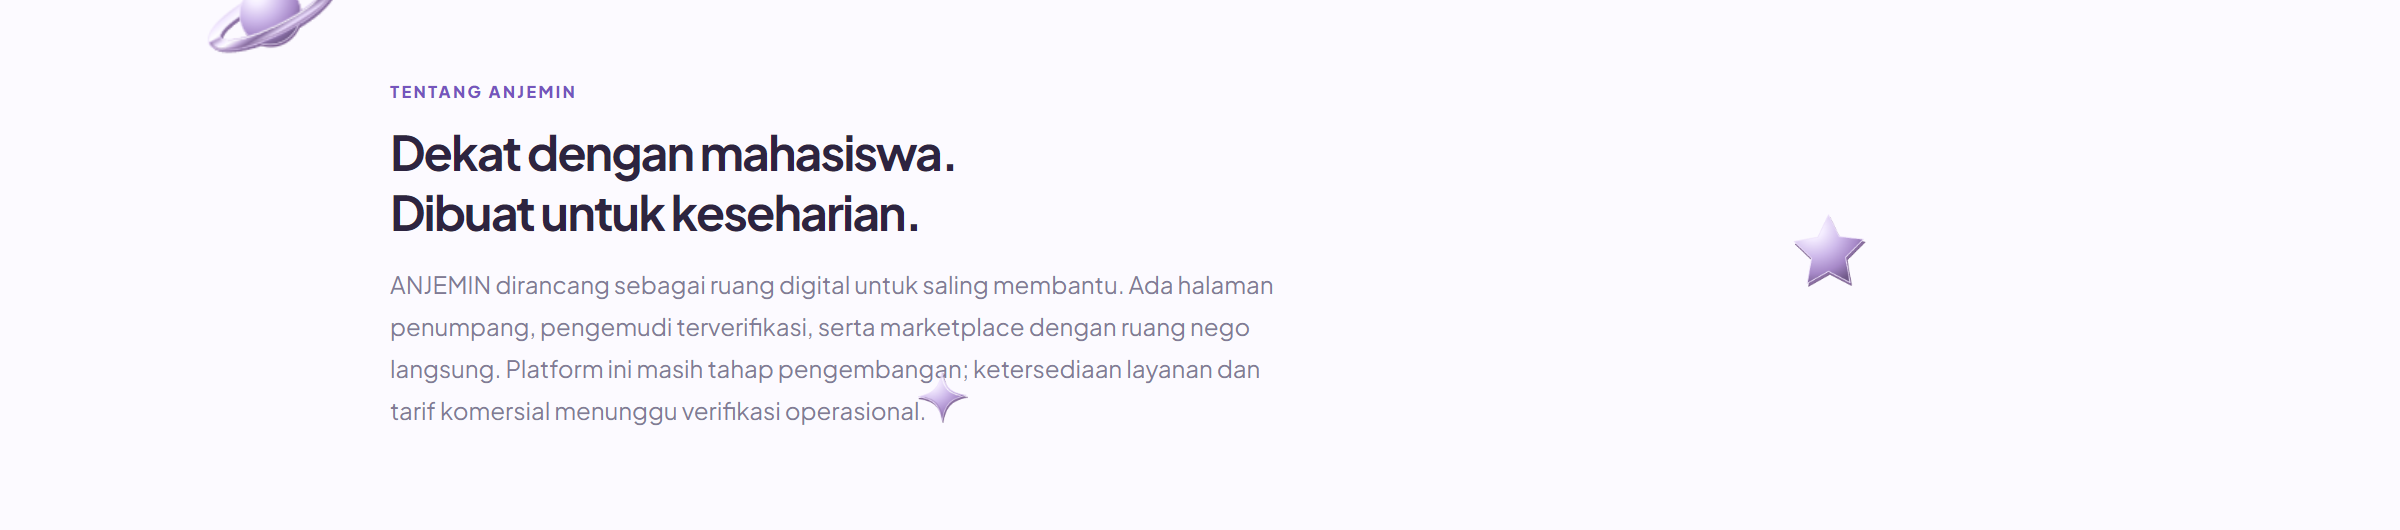 TENTANG ANJEMIN
Dekat dengan mahasiswa.
Dibuat untuk keseharian.
ANJEMIN dirancang sebagai ruang digital untuk saling membantu. Ada halaman
penumpang, pengemudi terverifikasi, serta marketplace dengan ruang nego
langsung. Platform ini masih tahap pengembangan; ketersediaan layanan dan
tarif komersial menunggu verifikasi operasional.